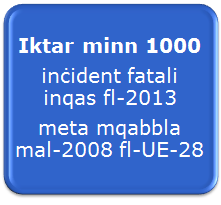 Iktar minn 1000
inċident fatali
inqas fl-2013
meta mqabbla
mal-2008 fl-UE-28